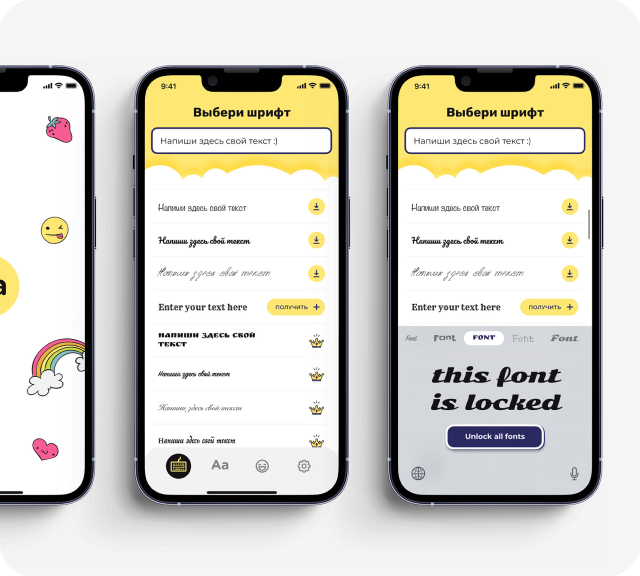 a
9:41
Выбери шрифт
Напиши здесь свой текст :)
Напиши здесь свой текст
Напиши здесь свой текст
Напиши здесь свой текст
Enter your text here
ПОЛУЧИТЬ +
НАПИШИ ЗДЕСЬ СВОЙ
ТЕКСТ
Напиши здесь свой текст
Напиши здесь свой текст
Напиши здесь свой текст
Aa
9:41
Выбери шрифт
Напиши здесь свой текст :)
Напиши здесь свой текст
Напиши здесь свой текст
Напиши здесь свой текст
Enter your text here
ПОЛУЧИТЬ +
Font Font FONT Font Font
this font
is locked
Unlock all fonts